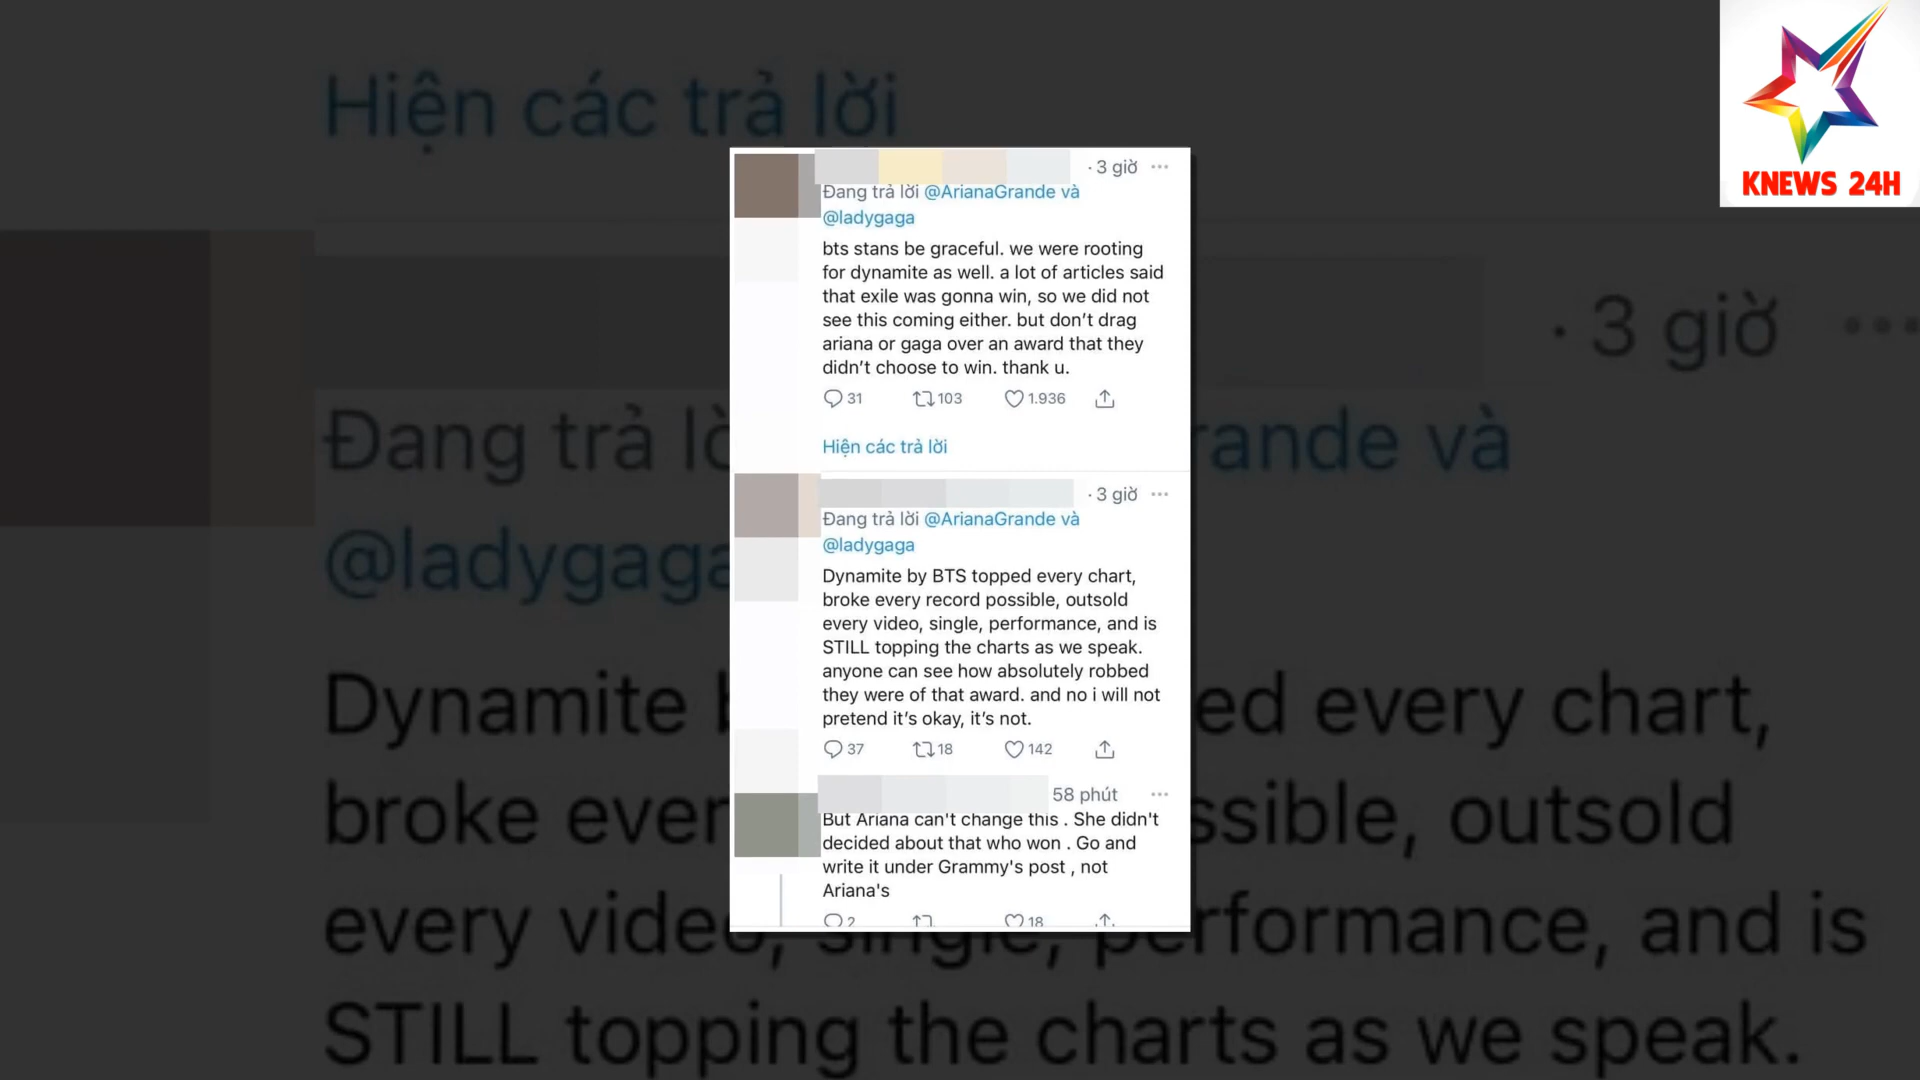 Hiện các trả lời
KNEWS 24H
· 3 giờ ···
Đang trả lời @ArianaGrande và
@ladygaga
bts stans be graceful. we were rooting
for dynamite as well. a lot of articles said
that exile was gonna win, so we did not
see this coming either. but don’t drag
ariana or gaga over an award that they
didn’t choose to win. thank u.
31 103 1.936
Hiện các trả lời
· 3 giờ ···
Đang trả lời @ArianaGrande và
@ladygaga
Dynamite by BTS topped every chart,
broke every record possible, outsold
every video, single, performance, and is
STILL topping the charts as we speak.
anyone can see how absolutely robbed
they were of that award. and no i will not
pretend it’s okay, it’s not.
37 18 142
58 phút ···
But Ariana can't change this . She didn't
decided about that who won . Go and
write it under Grammy's post , not
Ariana's
2 18
· 3 giờ ···
Đang trả lờ rande và
@ladygaga
Dynamite ed every chart,
broke ever ssible, outsold
every video, single, performance, and is
STILL topping the charts as we speak.